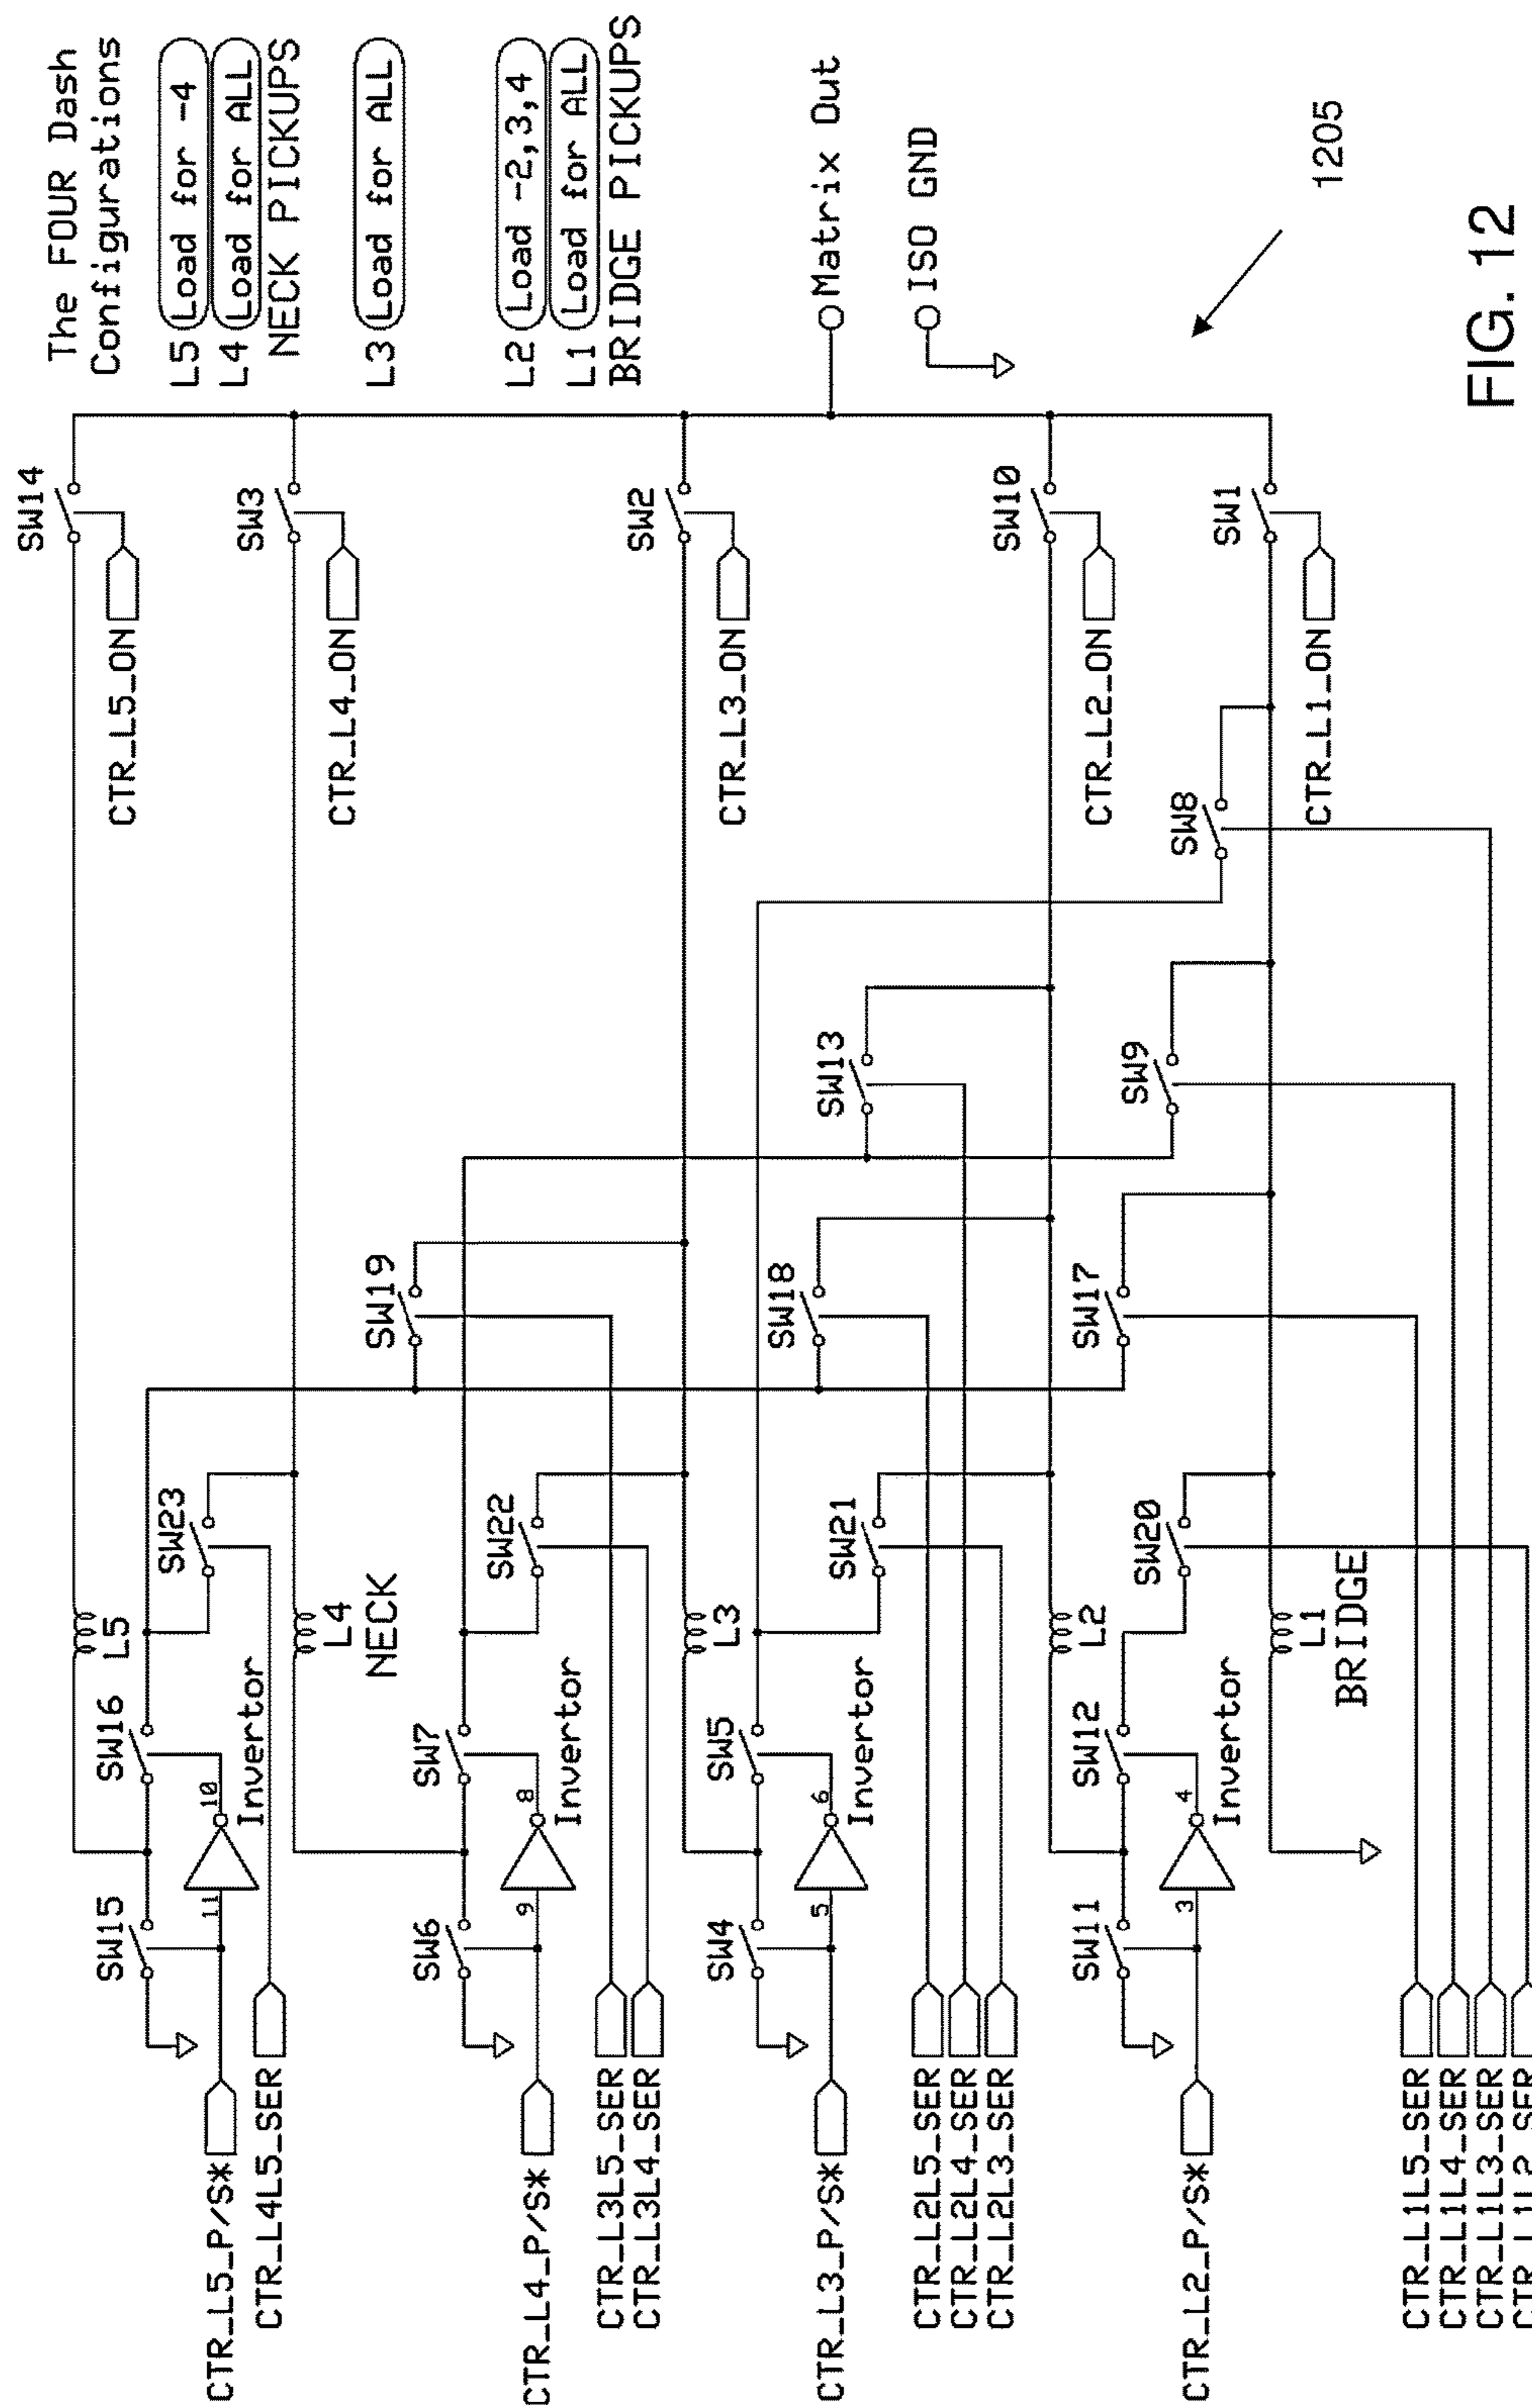 The FOUR Dash
Configurations
L5 Load for -4
L4 Load for ALL
NECK PICKUPS
L3 Load for ALL
L2 Load -2,3,4
L1 Load for ALL
BRIDGE PICKUPS
Matrix Out
ISO GND
1205
FIG. 12
SW14
CTR_L5_ON
SW3
CTR_L4_ON
SW2
CTR_L3_ON
SW10
CTR_L2_ON
SW1
CTR_L1_ON
SW8
SW13
SW9
SW19
SW18
SW17
SW23
SW22
SW21
SW20
L5
L4
NECK
L3
L2
L1
BRIDGE
SW16
10
Invertor
SW7
8
Invertor
SW5
6
Invertor
SW12
4
Invertor
SW15
11
SW6
9
SW4
5
SW11
3
CTR_L5_P/S*
CTR_L4L5_SER
CTR_L4_P/S*
CTR_L3L5_SER
CTR_L3L4_SER
CTR_L3_P/S*
CTR_L2L5_SER
CTR_L2L4_SER
CTR_L2L3_SER
CTR_L2_P/S*
CTR_L1L5_SER
CTR_L1L4_SER
CTR_L1L3_SER
CTR_L1L2_SER